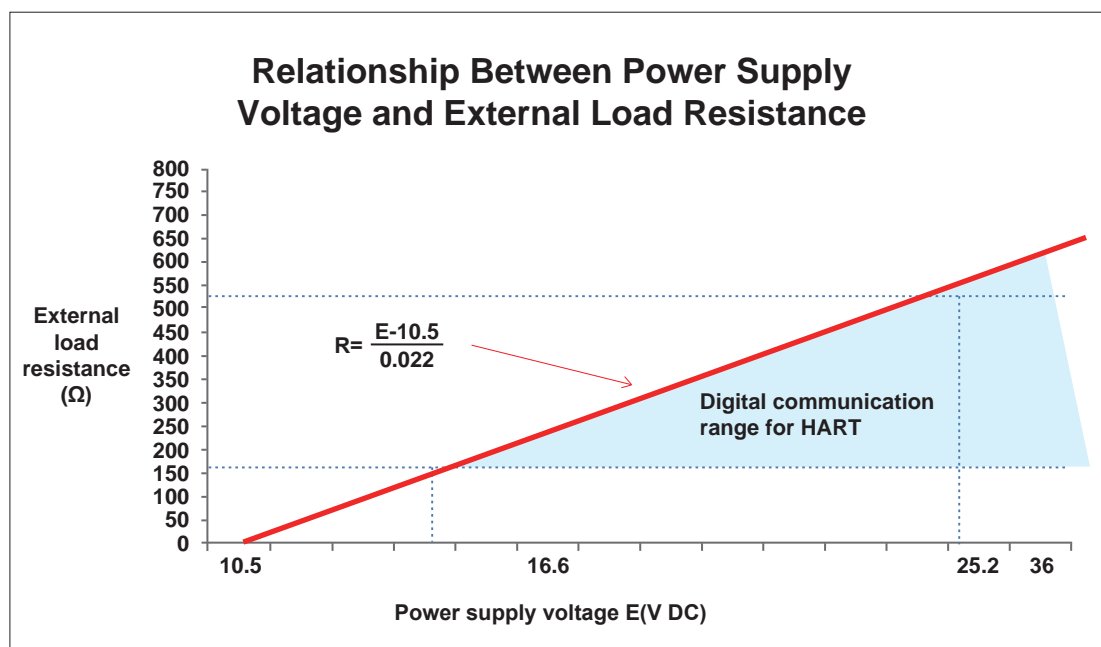 Relationship Between Power Supply
Voltage and External Load Resistance
800
750
700
650
600
550
500
450
400
350
300
250
200
150
100
50
0
External
load
resistance
(Ω)
R= E-10.5
0.022
Digital communication
range for HART
10.5 16.6 25.2 36
Power supply voltage E(V DC)